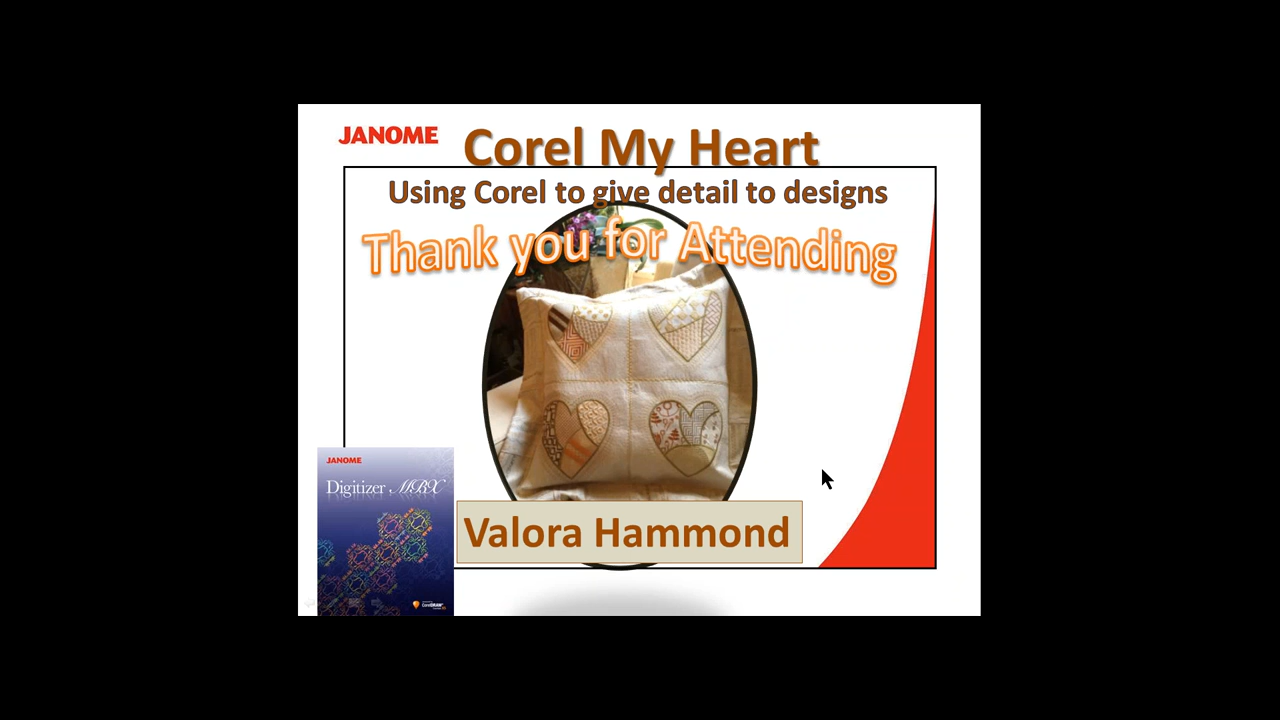 JANOME
Corel My Heart
Using Corel to give detail to designs
Thank you for Attending
JANOME
Digitizer MBX
Valora Hammond